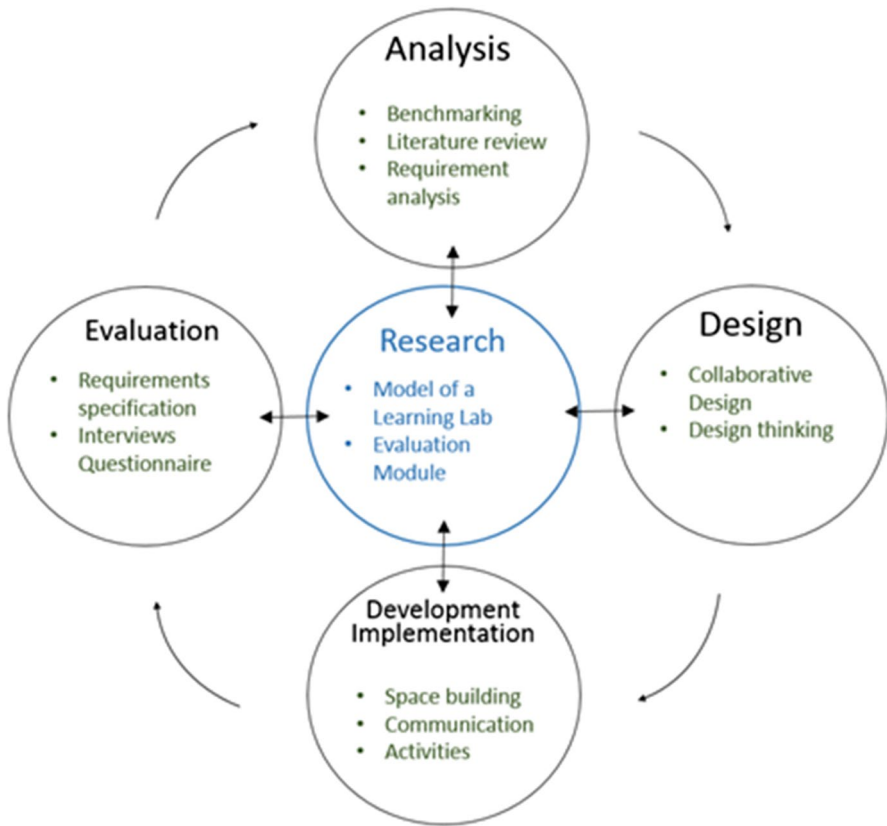 Analysis
• Benchmarking
• Literature review
• Requirement
analysis
Evaluation
• Requirements
specification
• Interviews
Questionnaire
Research
• Model of a
Learning Lab
• Evaluation
Module
Design
• Collaborative
Design
• Design thinking
Development
Implementation
• Space building
• Communication
• Activities